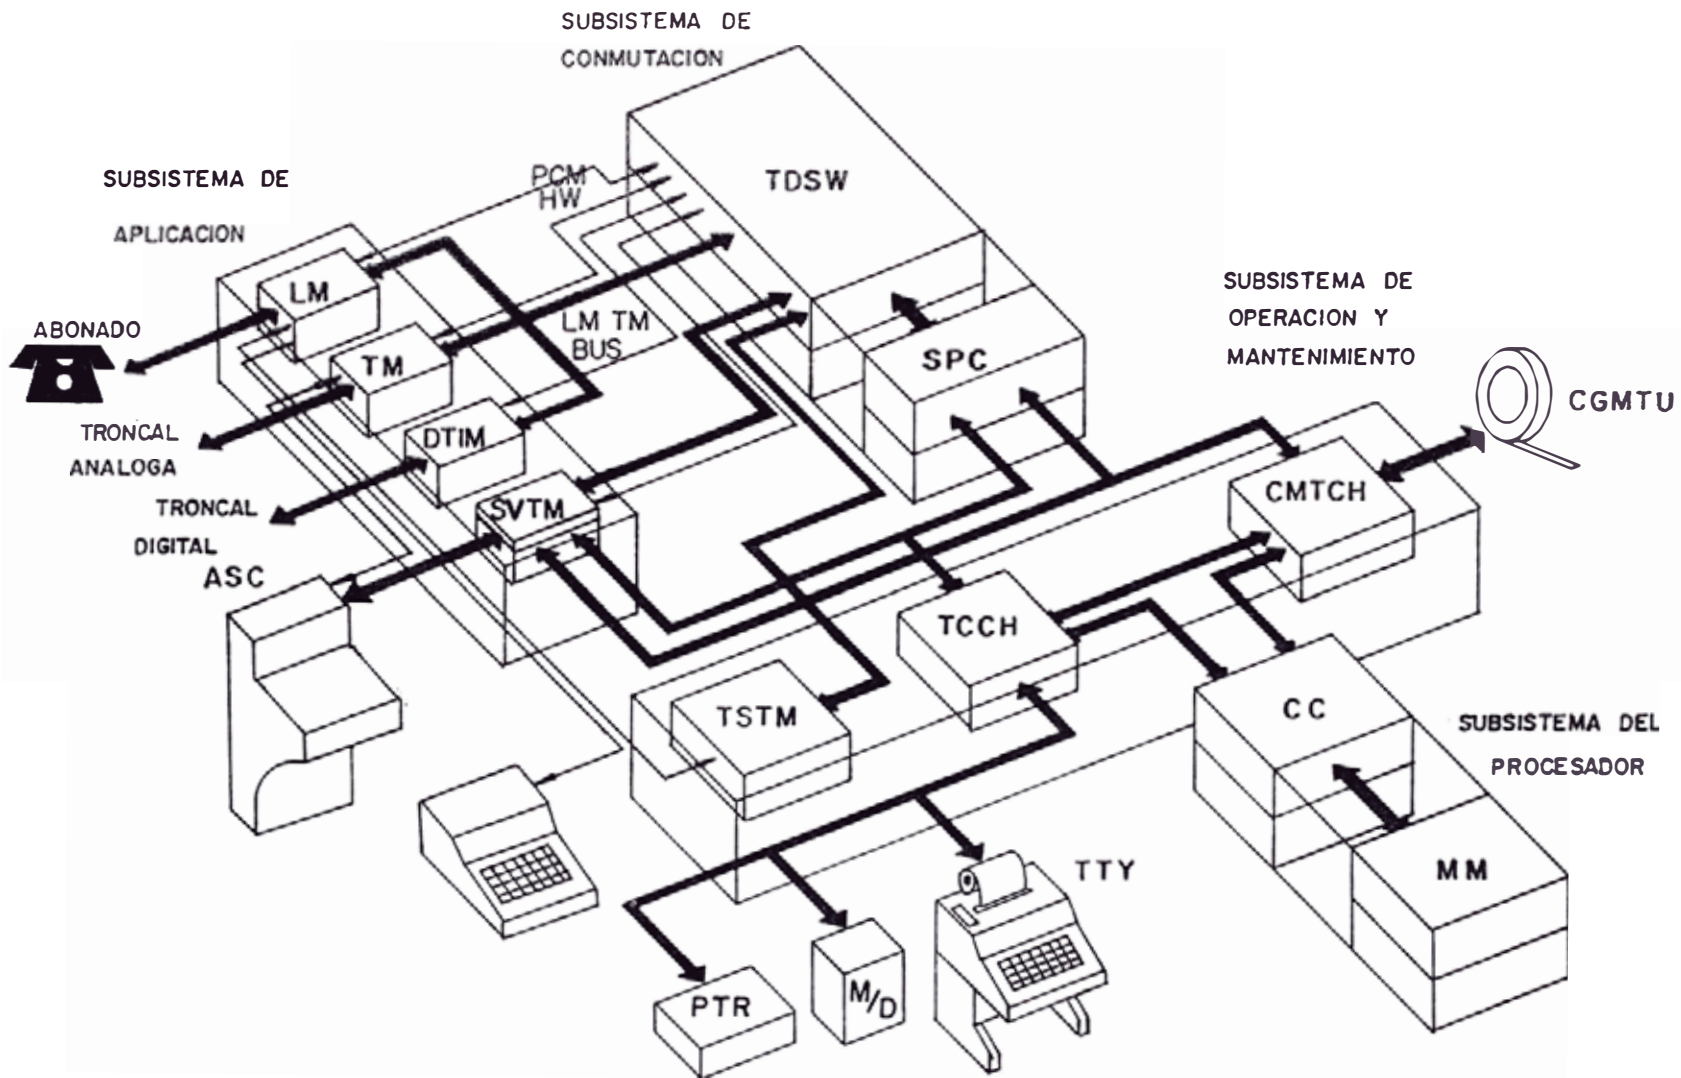 SUBSISTEMA DE
CONMUTACION
TDSW
PCM
HW
SUBSISTEMA DE
APLICACION
LM
ABONADO
TM
LM TM
BUS
TRONCAL
ANALOGA
DTIM
TRONCAL
DIGITAL
SVTM
ASC
SPC
SUBSISTEMA DE
OPERACION Y
MANTENIMIENTO
CGMTU
CMTCH
TCCH
TSTM
CC
SUBSISTEMA DEL
PROCESADOR
MM
TTY
M/D
PTR